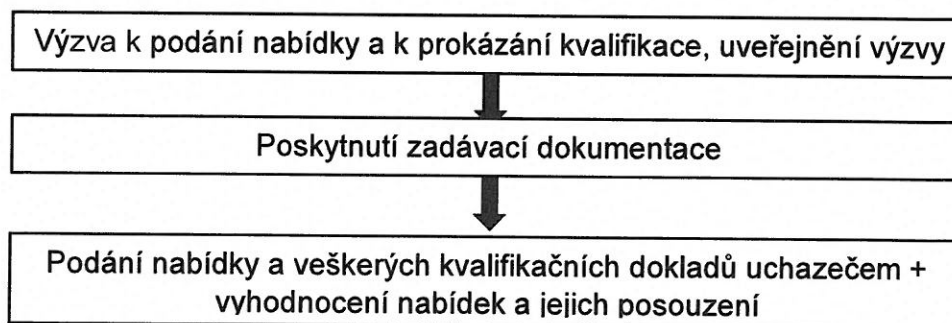 Výzva k podání nabídky a k prokázání kvalifikace, uveřejnění výzvy
Poskytnutí zadávací dokumentace
Podání nabídky a veškerých kvalifikačních dokladů uchazečem +
vyhodnocení nabídek a jejich posouzení